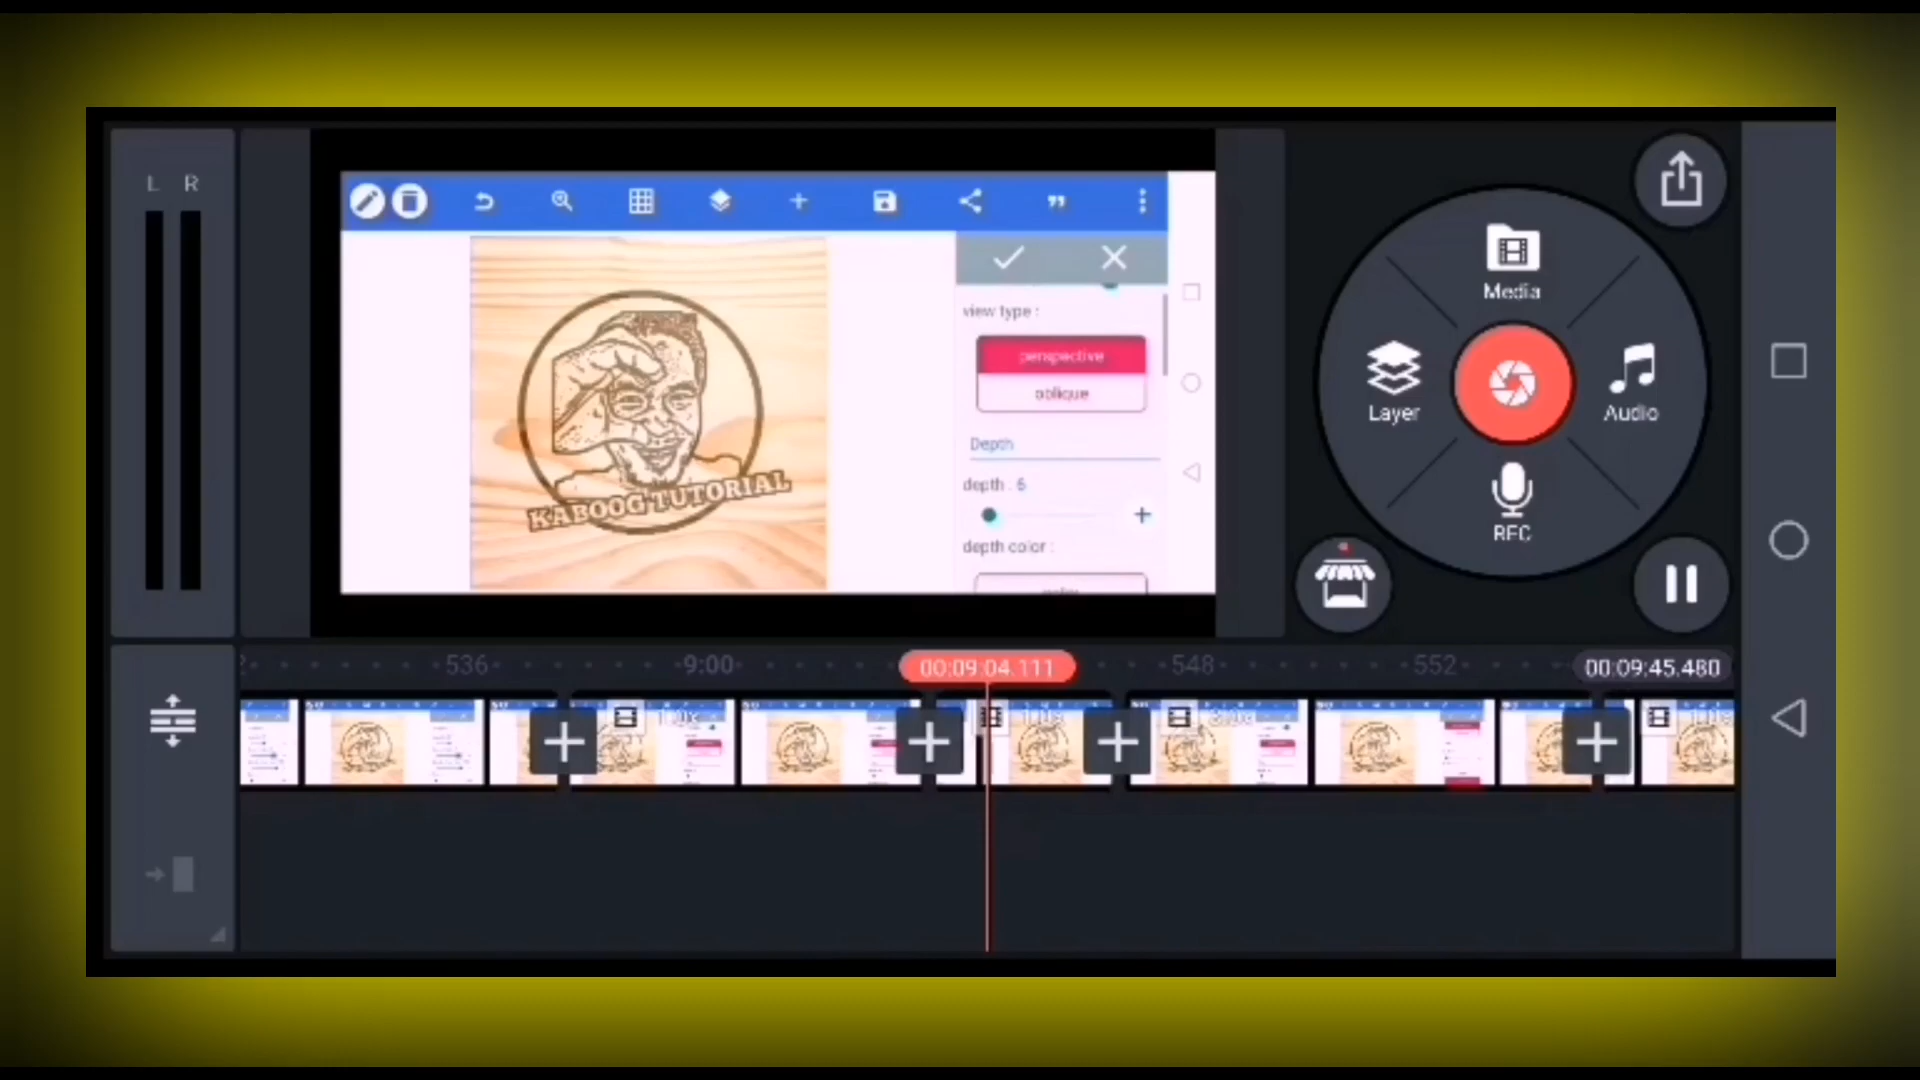 L R
view type :
perspective
oblique
Depth
depth : 6
depth color :
KABOOG TUTORIAL
Media
Layer
Audio
REC
536 9:00 00:09:04.111 548 552 00:09:45.480